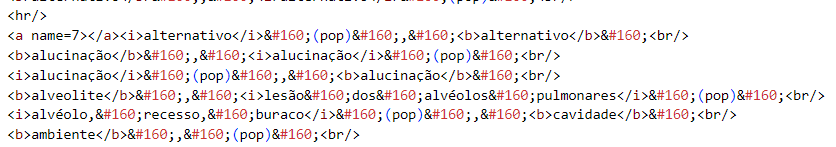 <hr/>
<a name=7></a><i>alternativo</i>&#160;(pop)&#160;,&#160;<b>alternativo</b>&#160;<br/>
<b>alucinação</b>&#160;,&#160;<i>alucinação</i>&#160;(pop)&#160;<br/>
<i>alucinação</i>&#160;(pop)&#160;,&#160;<b>alucinação</b>&#160;<br/>
<b>alveolite</b>&#160;,&#160;<i>lesão&#160;dos&#160;alvéolos&#160;pulmonares</i>&#160;(pop)&#160;<br/>
<i>alvéolo,&#160;recesso,&#160;buraco</i>&#160;(pop)&#160;,&#160;<b>cavidade</b>&#160;<br/>
<b>ambiente</b>&#160;,&#160;(pop)&#160;<br/>